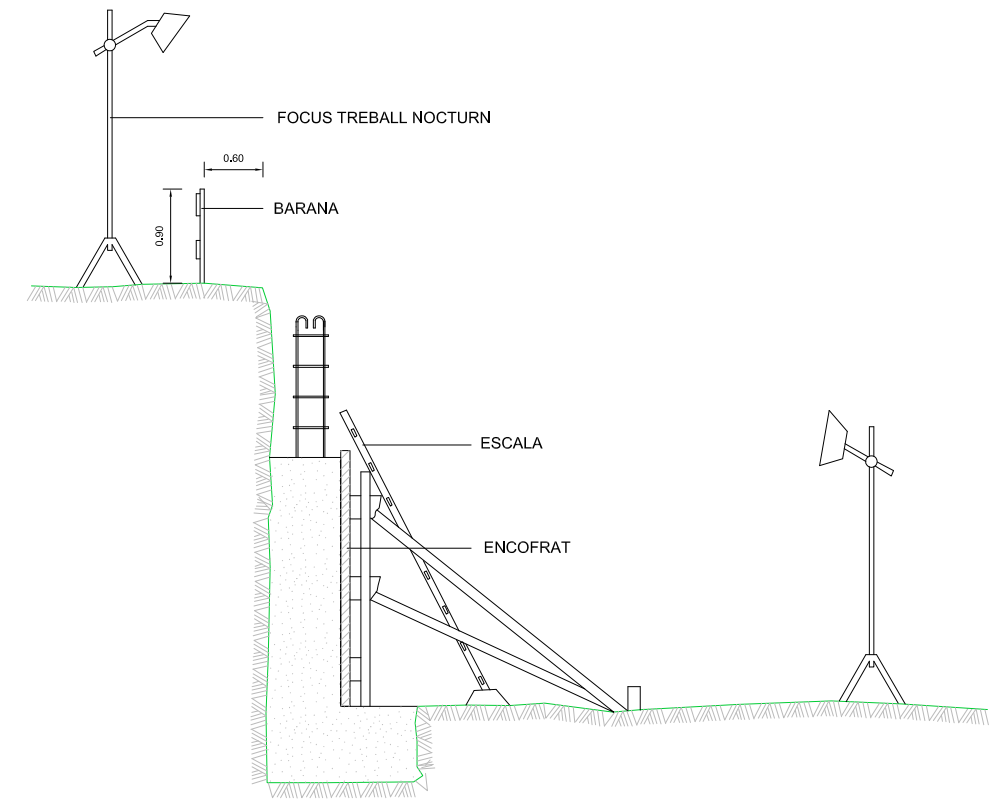 FOCUS TREBALL NOCTURN
0.60
BARANA
0.90
ESCALA
ENCOFRAT